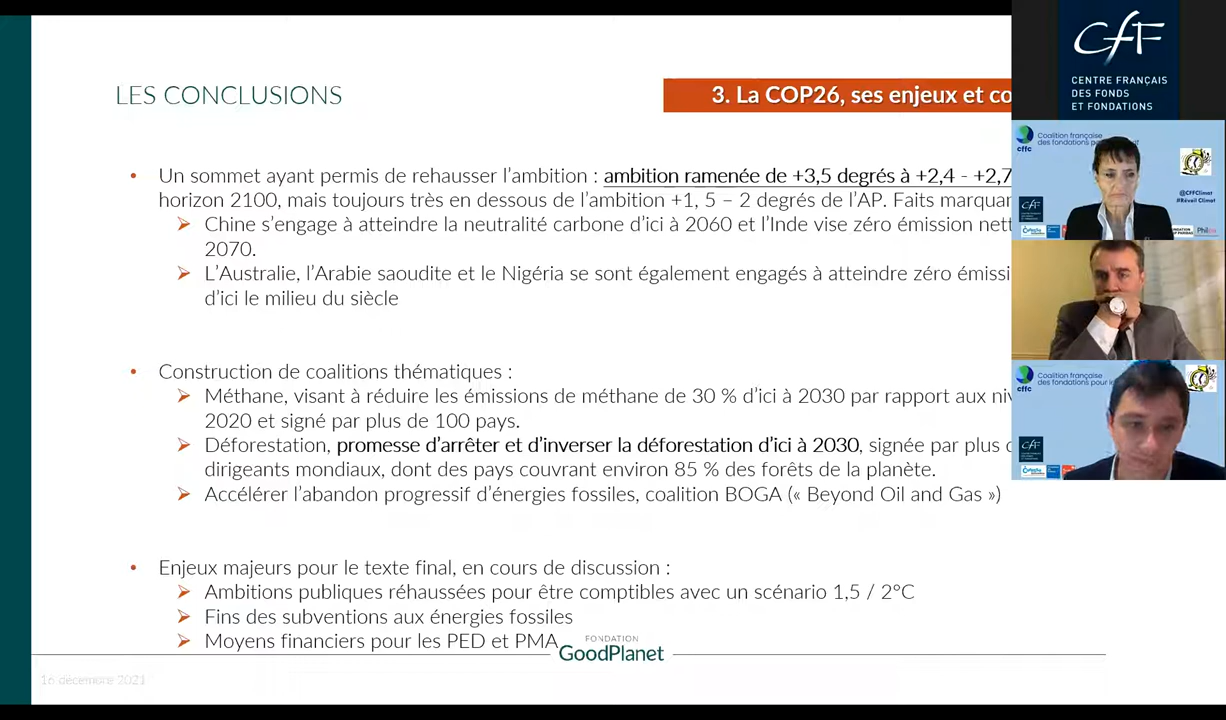 LES CONCLUSIONS
3. La COP26, ses enjeux et co
• Un sommet ayant permis de rehausser l’ambition : ambition ramenée de +3,5 degrés à +2,4 - +2,7
horizon 2100, mais toujours très en dessous de l’ambition +1, 5 – 2 degrés de l’AP. Faits marquan
➢ Chine s’engage à atteindre la neutralité carbone d’ici à 2060 et l’Inde vise zéro émission nett
2070.
➢ L’Australie, l’Arabie saoudite et le Nigéria se sont également engagés à atteindre zéro émissi
d’ici le milieu du siècle
• Construction de coalitions thématiques :
➢ Méthane, visant à réduire les émissions de méthane de 30 % d’ici à 2030 par rapport aux niv
2020 et signé par plus de 100 pays.
➢ Déforestation, promesse d’arrêter et d’inverser la déforestation d’ici à 2030, signée par plus d
dirigeants mondiaux, dont des pays couvrant environ 85 % des forêts de la planète.
➢ Accélérer l’abandon progressif d’énergies fossiles, coalition BOGA (« Beyond Oil and Gas »)
• Enjeux majeurs pour le texte final, en cours de discussion :
➢ Ambitions publiques réhaussées pour être comptibles avec un scénario 1,5 / 2°C
➢ Fins des subventions aux énergies fossiles
➢ Moyens financiers pour les PED et PMA
FONDATION
GoodPlanet
16 décembre 2021
CFF
CENTRE FRANÇAIS
DES FONDS
ET FONDATIONS
cffc
Coalition française
des fondations p
at
@CFFClimat
#Réveil Climat
cffc
Coalition française
des fondations pour l